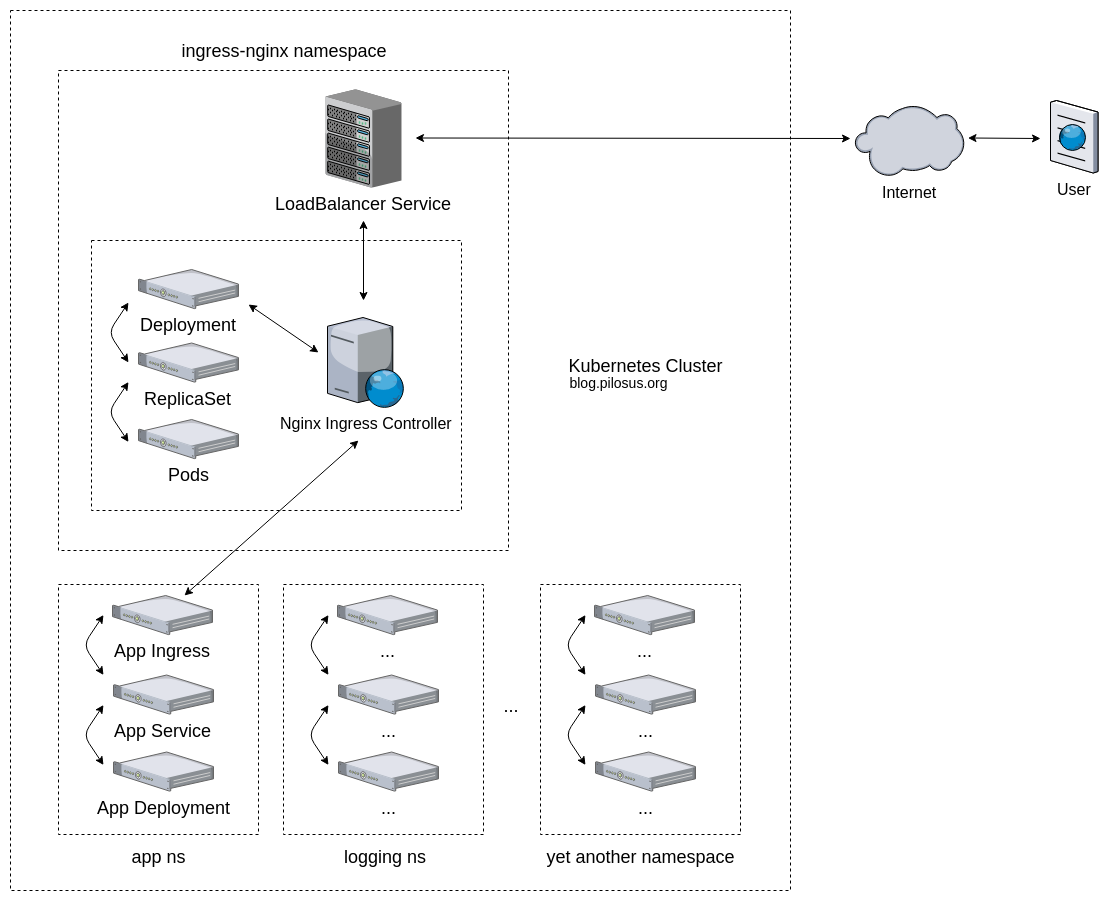 ingress-nginx namespace
LoadBalancer Service
Internet
User
Deployment
ReplicaSet
Pods
Nginx Ingress Controller
Kubernetes Cluster
blog.pilosus.org
App Ingress
App Service
App Deployment
app ns
...
...
...
logging ns
...
...
...
...
yet another namespace